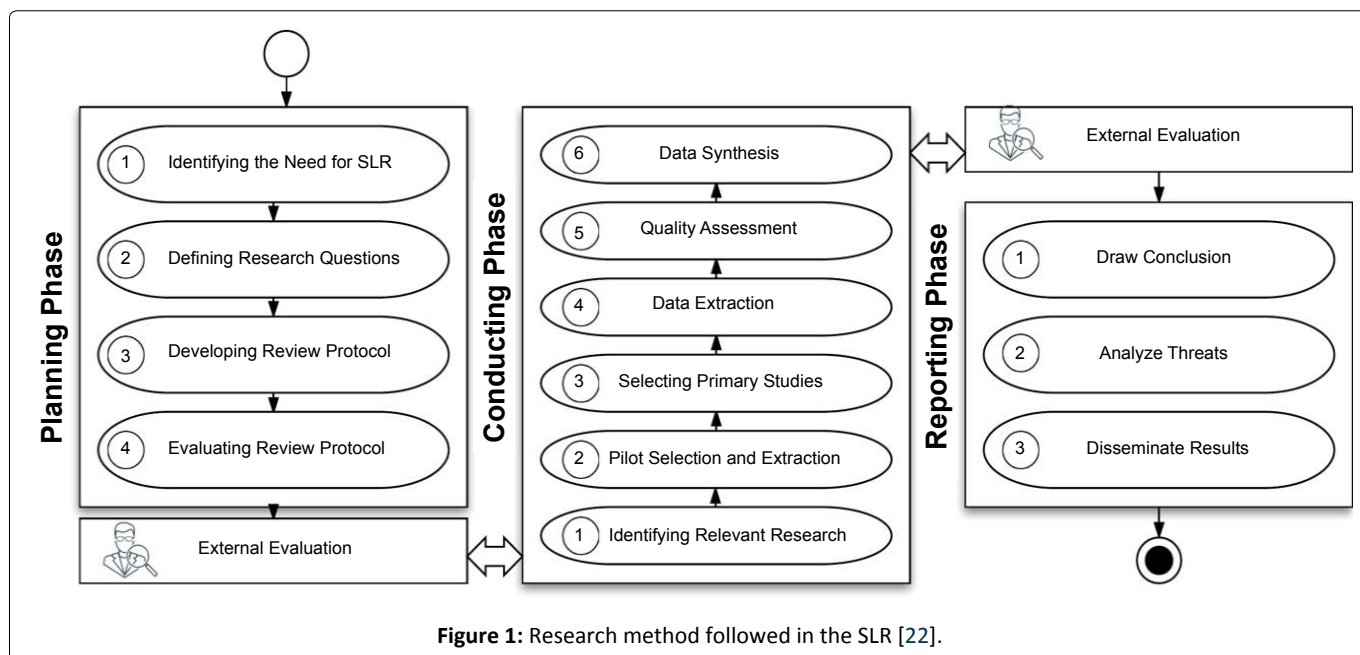 Planning Phase
1 Identifying the Need for SLR
2 Defining Research Questions
3 Developing Review Protocol
4 Evaluating Review Protocol
External Evaluation
Conducting Phase
6 Data Synthesis
5 Quality Assessment
4 Data Extraction
3 Selecting Primary Studies
2 Pilot Selection and Extraction
1 Identifying Relevant Research
External Evaluation
Reporting Phase
1 Draw Conclusion
2 Analyze Threats
3 Disseminate Results
Figure 1: Research method followed in the SLR [22].